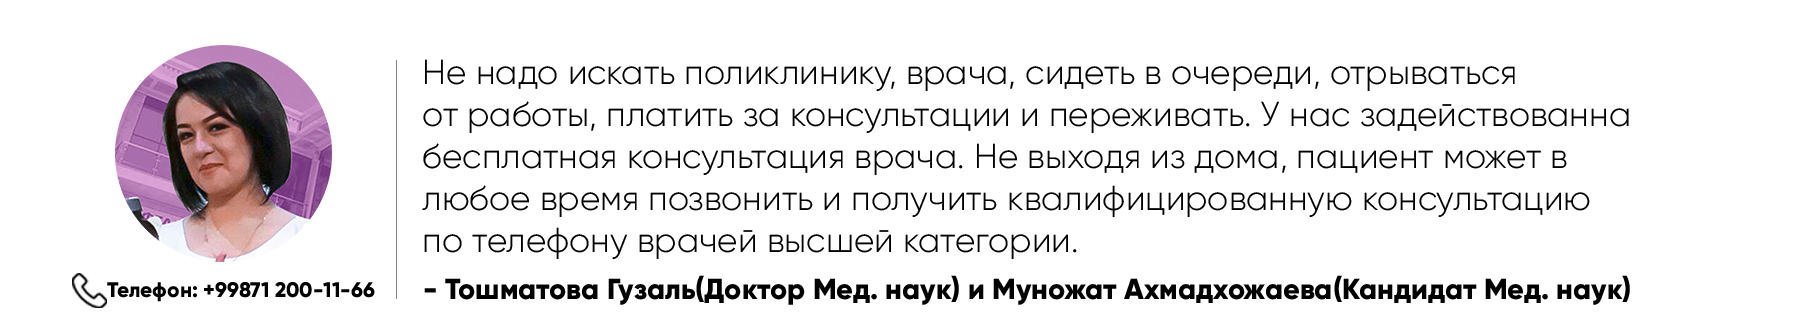 Не надо искать поликлинику, врача, сидеть в очереди, отрываться
от работы, платить за консультации и переживать. У нас задействованна
бесплатная консультация врача. Не выходя из дома, пациент может в
любое время позвонить и получить квалифицированную консультацию
по телефону врачей высшей категории.
- Тошматова Гузаль(Доктор Мед. наук) и Муножат Ахмадхожаева(Кандидат Мед. наук)
Телефон: +99871 200-11-66